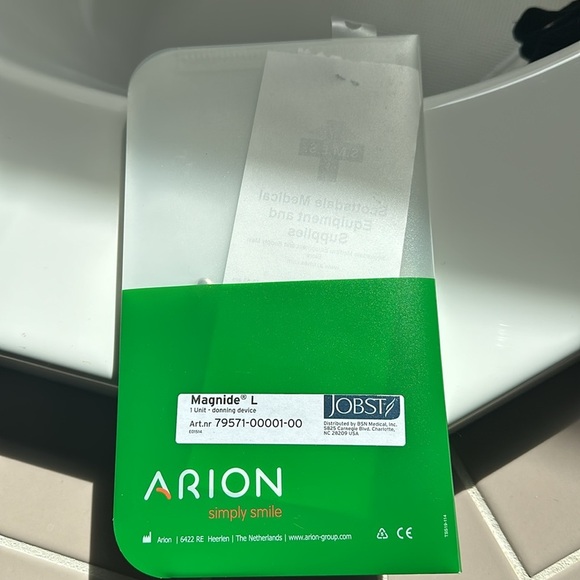 SMES
Scottsdale Medical
Equipment and
Supplies
Magnide® L
1 Unit - donning device
Art.nr 79571-00001-00
JOBST
Distributed by BSN Medical, Inc.
5825 Carnegie Blvd, Charlotte,
NC 28209 USA
ARION
simply smile
Arion | 6422 RE Heerlen | The Netherlands | www.arion-group.com
CE